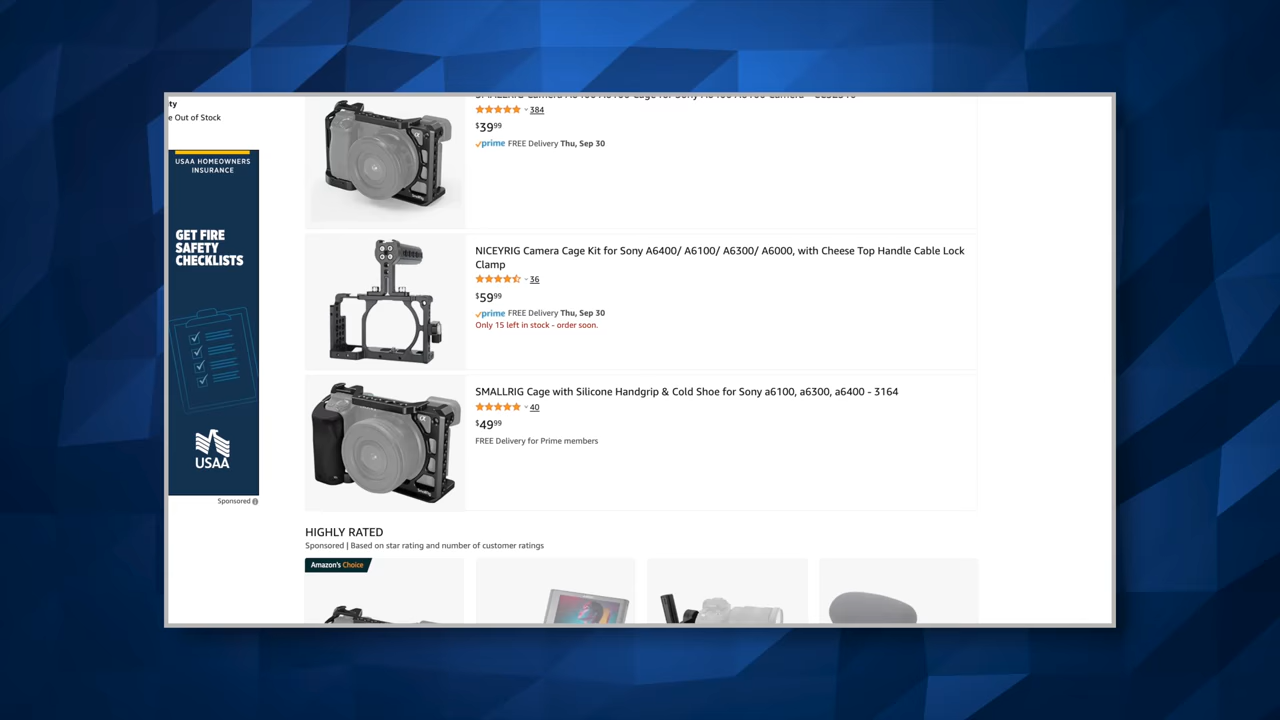 ty
e Out of Stock
USAA HOMEOWNERS
INSURANCE
GET FIRE
SAFETY
CHECKLISTS
USAA
Sponsored
384
$39.99
prime FREE Delivery Thu, Sep 30
NICEYRIG Camera Cage Kit for Sony A6400/ A6100/ A6300/ A6000, with Cheese Top Handle Cable Lock
Clamp
36
$59.99
prime FREE Delivery Thu, Sep 30
Only 15 left in stock - order soon.
SMALLRIG Cage with Silicone Handgrip & Cold Shoe for Sony a6100, a6300, a6400 - 3164
40
$49.99
FREE Delivery for Prime members
HIGHLY RATED
Sponsored | Based on star rating and number of customer ratings
Amazon's Choice